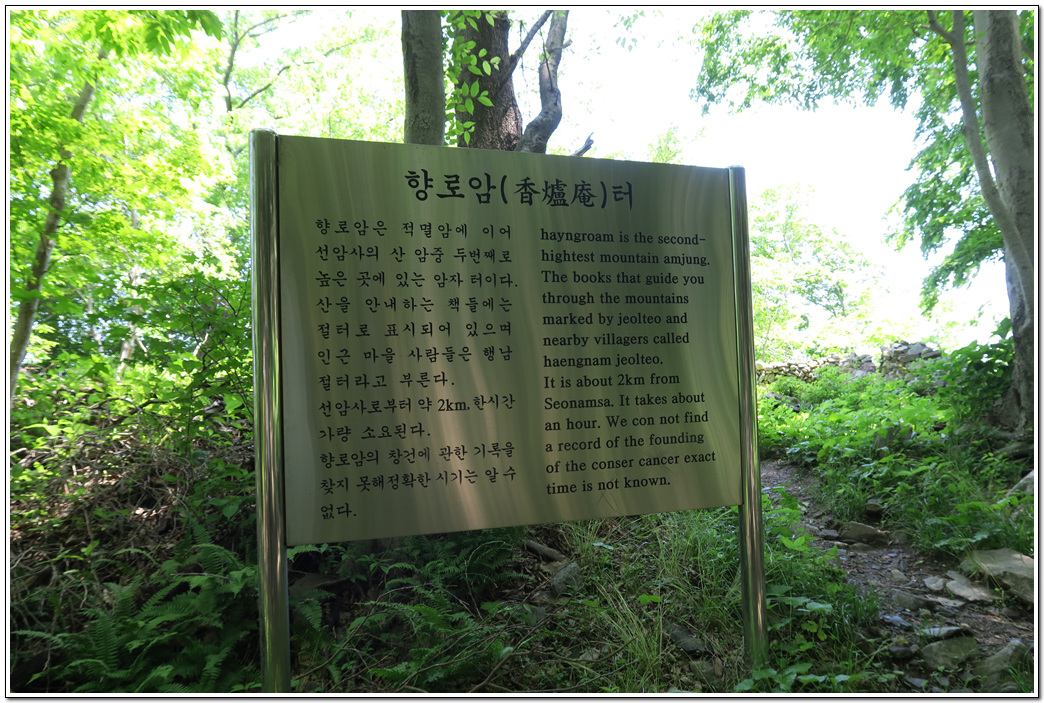 향로암(香爐庵)터
향로암은 적멸암에 이어
선암사의 산 암중 두번째로
높은 곳에 있는 암자 터이다.
산을 안내하는 책들에는
절터로 표시되어 있으며
인근 마을 사람들은 행남
절터라고 부른다.
선암사로부터 약 2km, 한시간
가량 소요된다.
향로암의 창건에 관한 기록을
찾지 못해정확한 시기는 알 수
없다.
hayngroam is the second-
hightest mountain amjung.
The books that guide you
through the mountains
marked by jeolteo and
nearby villagers called
haengnam jeolteo.
It is about 2km from
Seonamsa. It takes about
an hour. We con not find
a record of the founding
of the conser cancer exact
time is not known.